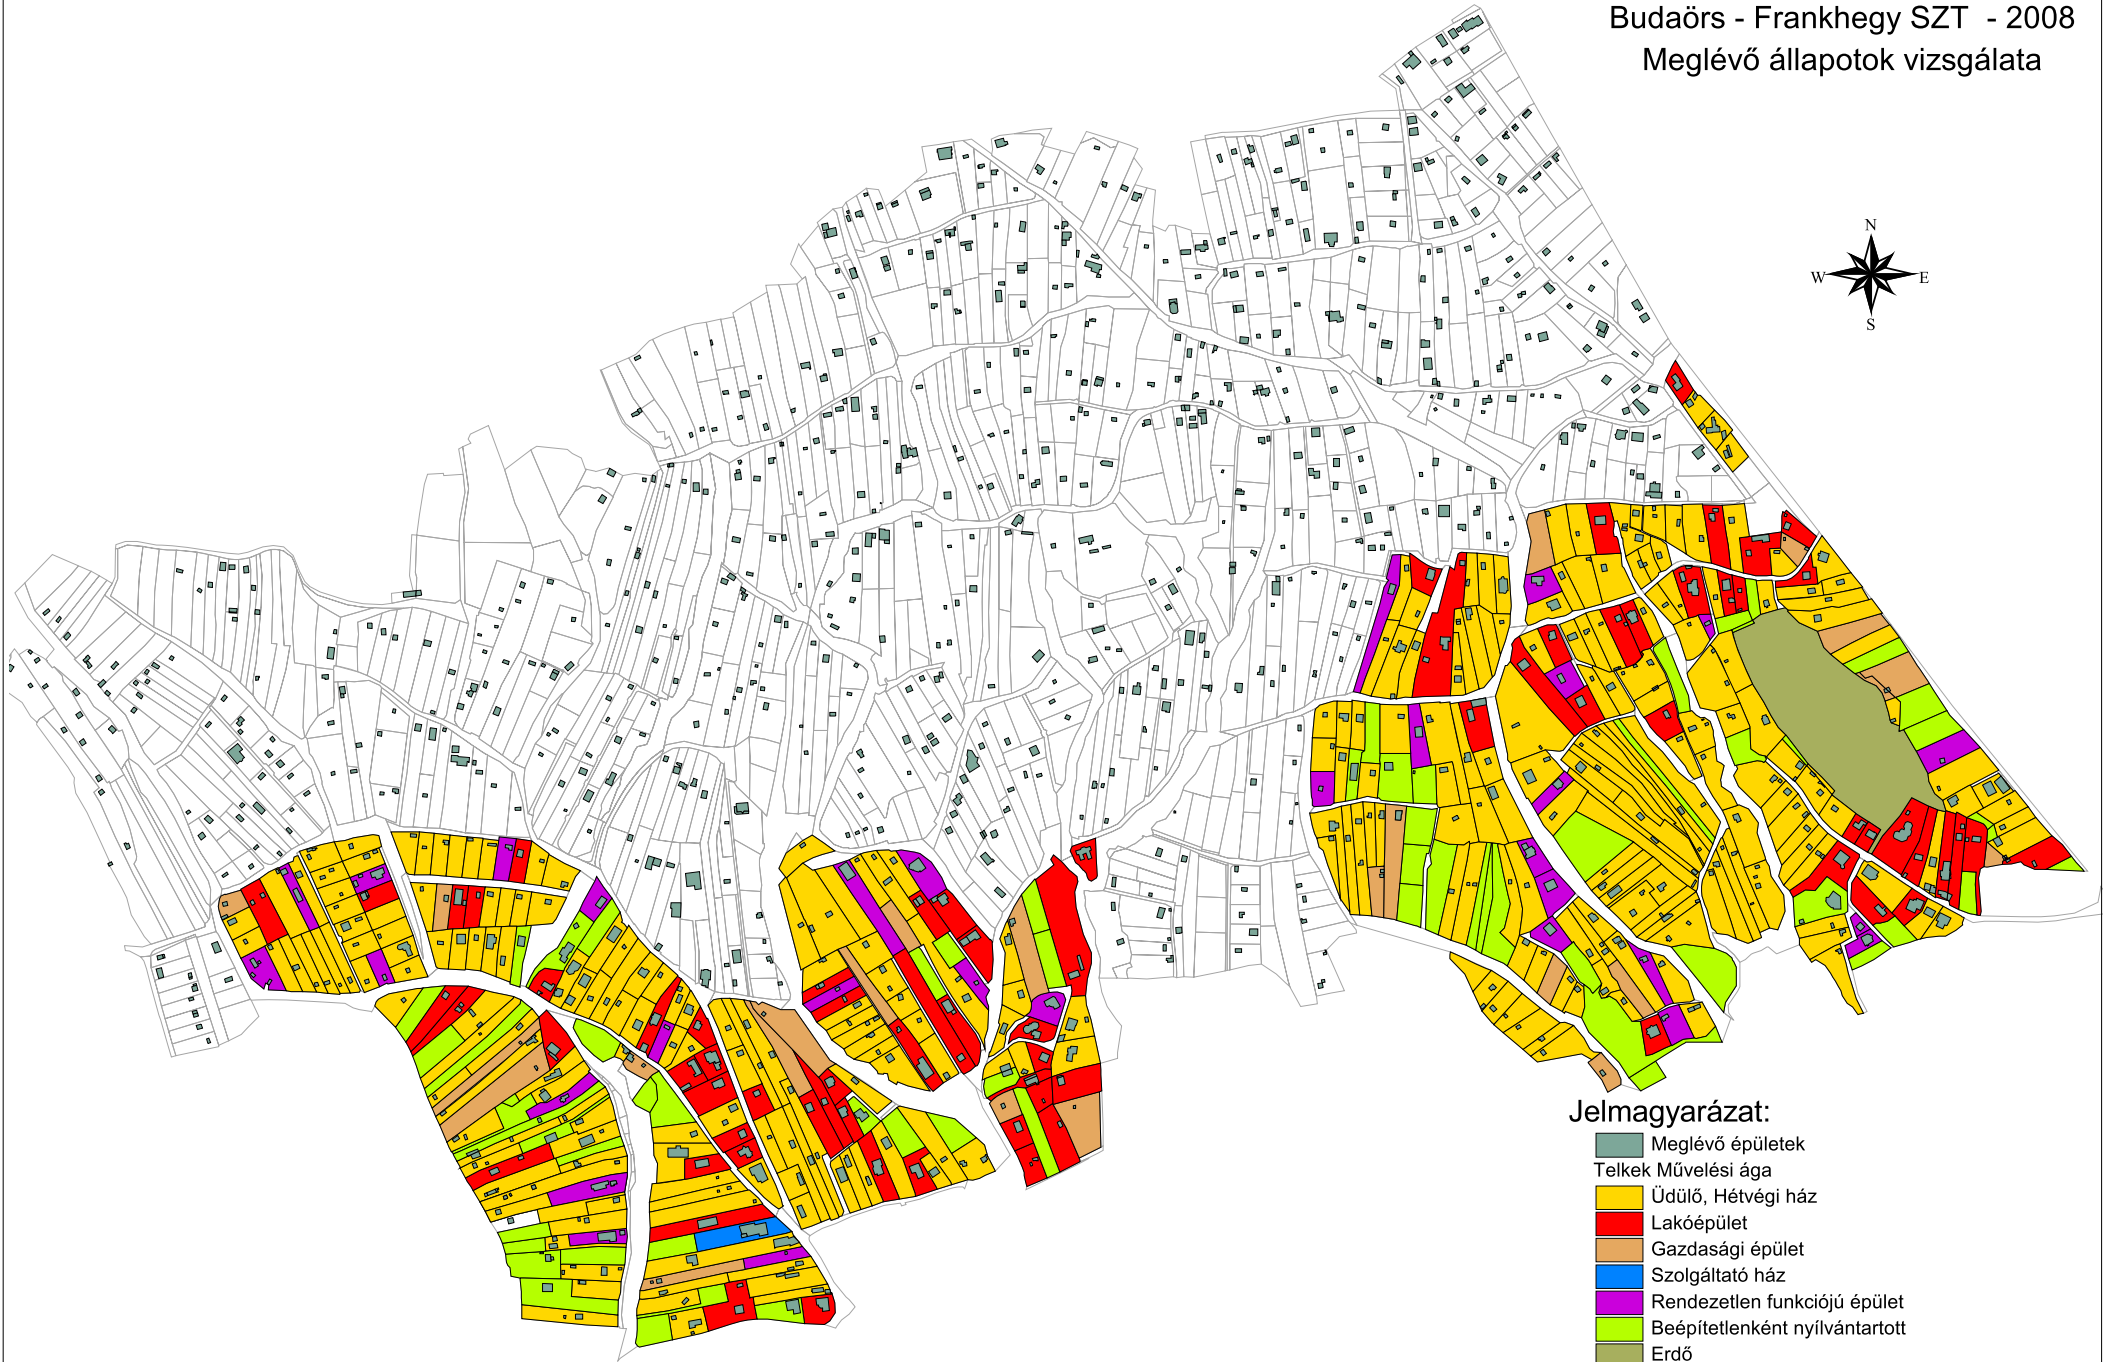 Budaörs - Frankhegy SZT - 2008
Meglévő állapotok vizsgálata
N
W E
S
Jelmagyarázat:
Meglévő épületek
Telkek Művelési ága
Üdülő, Hétvégi ház
Lakóépület
Gazdasági épület
Szolgáltató ház
Rendezetlen funkciójú épület
Beépítetlenként nyílvántartott
Erdő